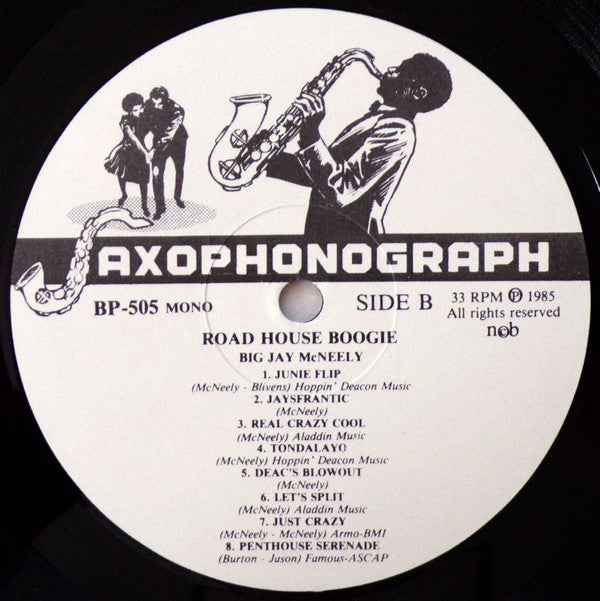 SAXOPHONOGRAPH
BP-505 MONO
SIDE B
33 RPM Ⓟ 1985
All rights reserved
ncb
ROAD HOUSE BOOGIE
BIG JAY McNEELY
1. JUNIE FLIP
(McNeely - Blivens) Hoppin' Deacon Music
2. JAYSFRANTIC
(McNeely)
3. REAL CRAZY COOL
(McNeely) Aladdin Music
4. TONDALAYO
(McNeely) Hoppin' Deacon Music
5. DEAC'S BLOWOUT
(McNeely)
6. LET'S SPLIT
(McNeely) Aladdin Music
7. JUST CRAZY
(McNeely - McNeely) Armo-BMI
8. PENTHOUSE SERENADE
(Burton - Jason) Famous-ASCAP